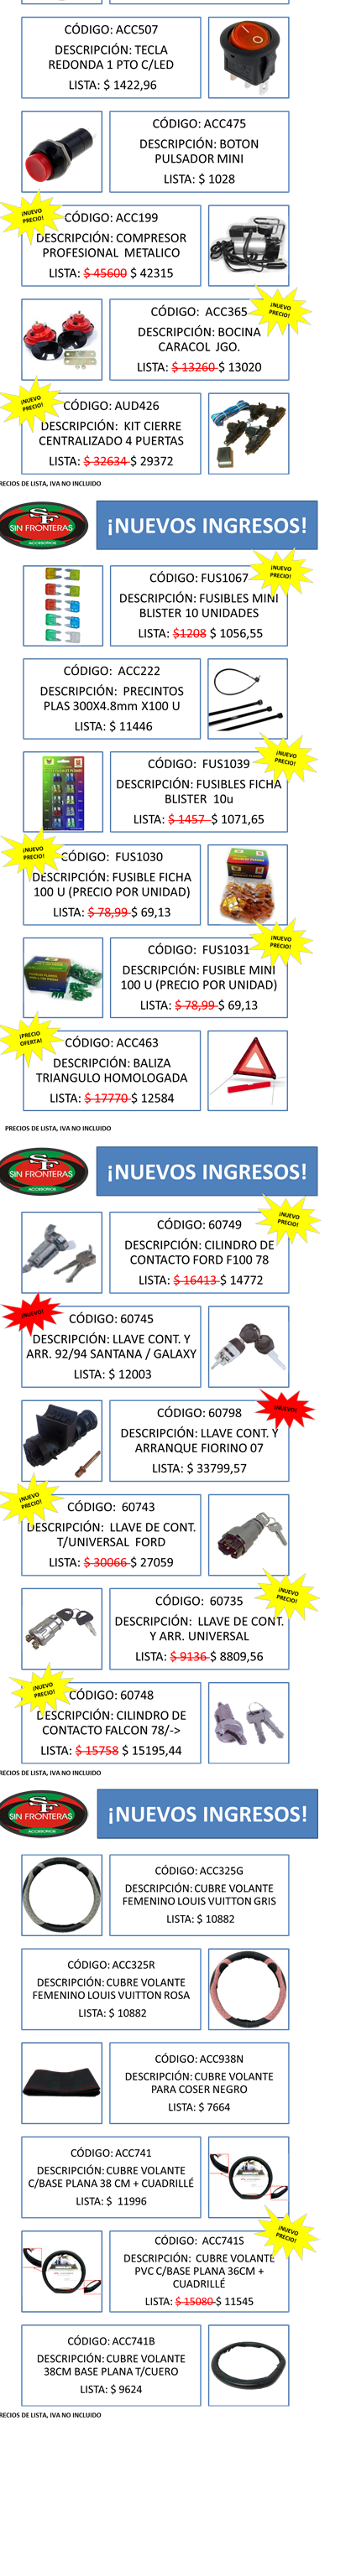 CÓDIGO: ACC507
DESCRIPCIÓN: TECLA
REDONDA 1 PTO C/LED
LISTA: $ 1422,96
CÓDIGO: ACC475
DESCRIPCIÓN: BOTON
PULSADOR MINI
LISTA: $ 1028
¡NUEVO
PRECIO!
CÓDIGO: ACC199
DESCRIPCIÓN: COMPRESOR
PROFESIONAL METALICO
LISTA: $ 45600 $ 42315
¡NUEVO
PRECIO!
CÓDIGO: ACC365
DESCRIPCIÓN: BOCINA
CARACOL JGO.
LISTA: $ 13260 $ 13020
¡NUEVO
PRECIO!
CÓDIGO: AUD426
DESCRIPCIÓN: KIT CIERRE
CENTRALIZADO 4 PUERTAS
LISTA: $ 32634 $ 29372
RECIOS DE LISTA, IVA NO INCLUIDO
SF
SIN FRONTERAS
ACCESORIOS
¡NUEVOS INGRESOS!
¡NUEVO
PRECIO!
CÓDIGO: FUS1067
DESCRIPCIÓN: FUSIBLES MINI
BLISTER 10 UNIDADES
LISTA: $1208 $ 1056,55
CÓDIGO: ACC222
DESCRIPCIÓN: PRECINTOS
PLAS 300X4.8mm X100 U
LISTA: $ 11446
¡NUEVO
PRECIO!
CÓDIGO: FUS1039
DESCRIPCIÓN: FUSIBLES FICHA
BLISTER 10u
LISTA: $ 1457 $ 1071,65
¡NUEVO
PRECIO!
CÓDIGO: FUS1030
DESCRIPCIÓN: FUSIBLE FICHA
100 U (PRECIO POR UNIDAD)
LISTA: $ 78,99 $ 69,13
¡NUEVO
PRECIO!
CÓDIGO: FUS1031
DESCRIPCIÓN: FUSIBLE MINI
100 U (PRECIO POR UNIDAD)
LISTA: $ 78,99 $ 69,13
¡PRECIO
OFERTA!
CÓDIGO: ACC463
DESCRIPCIÓN: BALIZA
TRIANGULO HOMOLOGADA
LISTA: $ 17770 $ 12584
PRECIOS DE LISTA, IVA NO INCLUIDO
SF
SIN FRONTERAS
ACCESORIOS
¡NUEVOS INGRESOS!
¡NUEVO
PRECIO!
CÓDIGO: 60749
DESCRIPCIÓN: CILINDRO DE
CONTACTO FORD F100 78
LISTA: $ 16413 $ 14772
¡NUEVO!
CÓDIGO: 60745
DESCRIPCIÓN: LLAVE CONT. Y
ARR. 92/94 SANTANA / GALAXY
LISTA: $ 12003
¡NUEVO!
CÓDIGO: 60798
DESCRIPCIÓN: LLAVE CONT. Y
ARRANQUE FIORINO 07
LISTA: $ 33799,57
¡NUEVO
PRECIO!
CÓDIGO: 60743
DESCRIPCIÓN: LLAVE DE CONT.
T/UNIVERSAL FORD
LISTA: $ 30066 $ 27059
¡NUEVO
PRECIO!
CÓDIGO: 60735
DESCRIPCIÓN: LLAVE DE CONT.
Y ARR. UNIVERSAL
LISTA: $ 9136 $ 8809,56
¡NUEVO
PRECIO!
CÓDIGO: 60748
DESCRIPCIÓN: CILINDRO DE
CONTACTO FALCON 78/->
LISTA: $ 15758 $ 15195,44
RECIOS DE LISTA, IVA NO INCLUIDO
SF
SIN FRONTERAS
ACCESORIOS
¡NUEVOS INGRESOS!
CÓDIGO: ACC325G
DESCRIPCIÓN: CUBRE VOLANTE
FEMENINO LOUIS VUITTON GRIS
LISTA: $ 10882
CÓDIGO: ACC325R
DESCRIPCIÓN: CUBRE VOLANTE
FEMENINO LOUIS VUITTON ROSA
LISTA: $ 10882
CÓDIGO: ACC938N
DESCRIPCIÓN: CUBRE VOLANTE
PARA COSER NEGRO
LISTA: $ 7664
CÓDIGO: ACC741
DESCRIPCIÓN: CUBRE VOLANTE
C/BASE PLANA 38 CM + CUADRILLÉ
LISTA: $ 11996
¡NUEVO
PRECIO!
CÓDIGO: ACC741S
DESCRIPCIÓN: CUBRE VOLANTE
PVC C/BASE PLANA 36CM +
CUADRILLÉ
LISTA: $ 15080 $ 11545
CÓDIGO: ACC741B
DESCRIPCIÓN: CUBRE VOLANTE
38CM BASE PLANA T/CUERO
LISTA: $ 9624
RECIOS DE LISTA, IVA NO INCLUIDO